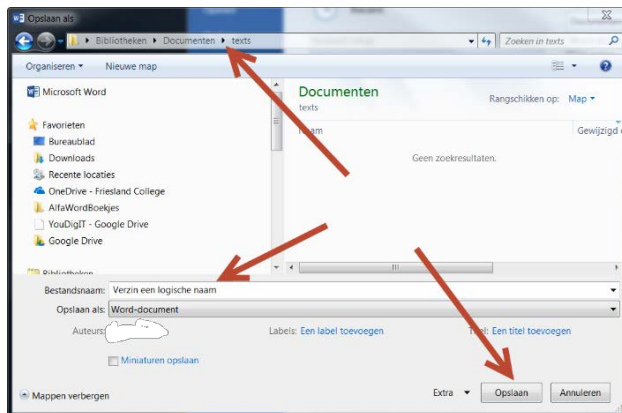 Opslaan als
Bibliotheken Documenten texts
Zoeken in texts
Organiseren Nieuwe map
Microsoft Word
Favorieten
Bureaublad
Downloads
Recente locaties
OneDrive - Friesland College
AlfaWordBoekjes
YouDigIT - Google Drive
Google Drive
Bibliotheken
Documenten
texts
Rangschikken op: Map
Naam Gewijzigd
Geen zoekresultaten.
Bestandsnaam: Verzin een logische naam
Opslaan als: Word-document
Auteurs: Labels: Een label toevoegen Titel: Een titel toevoegen
Miniaturen opslaan
Mappen verbergen Extra Opslaan Annuleren